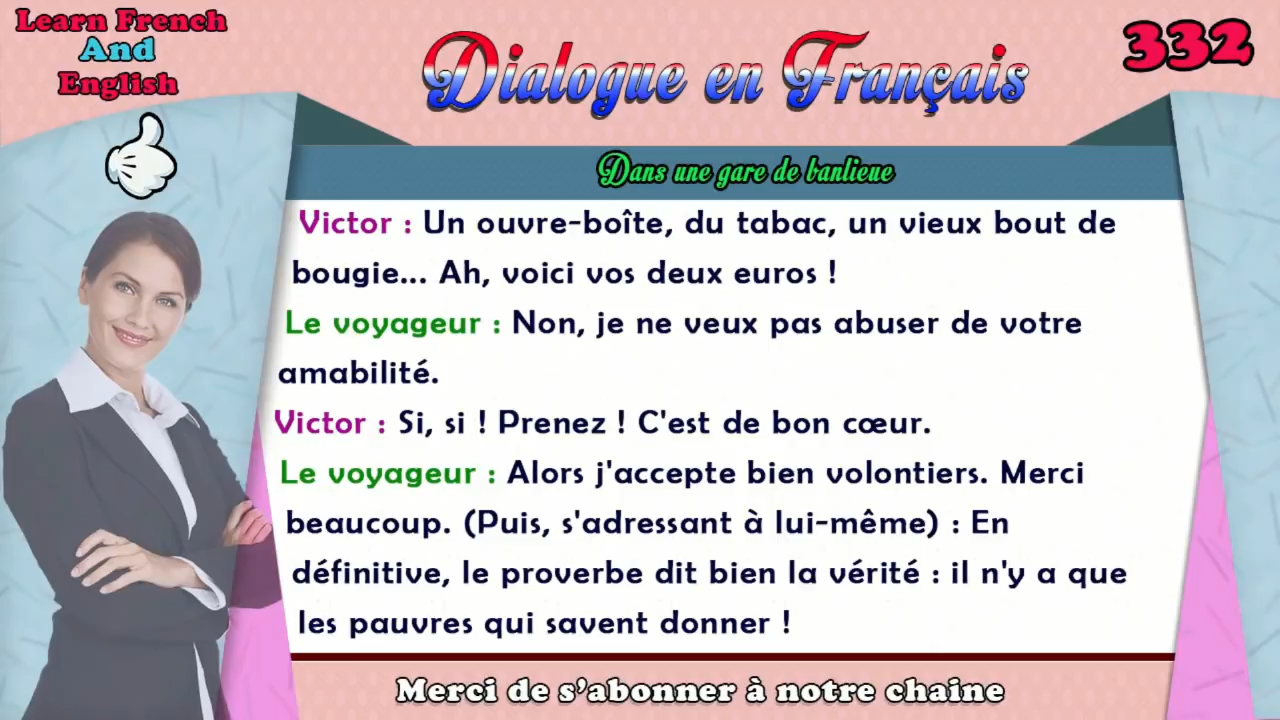 Learn French
And
English
Dialogue en Français
332
Dans une gare de banlieue
Victor : Un ouvre-boîte, du tabac, un vieux bout de
bougie... Ah, voici vos deux euros !
Le voyageur : Non, je ne veux pas abuser de votre
amabilité.
Victor : Si, si ! Prenez ! C'est de bon cœur.
Le voyageur : Alors j'accepte bien volontiers. Merci
beaucoup. (Puis, s'adressant à lui-même) : En
définitive, le proverbe dit bien la vérité : il n'y a que
les pauvres qui savent donner !
Merci de s’abonner à notre chaine